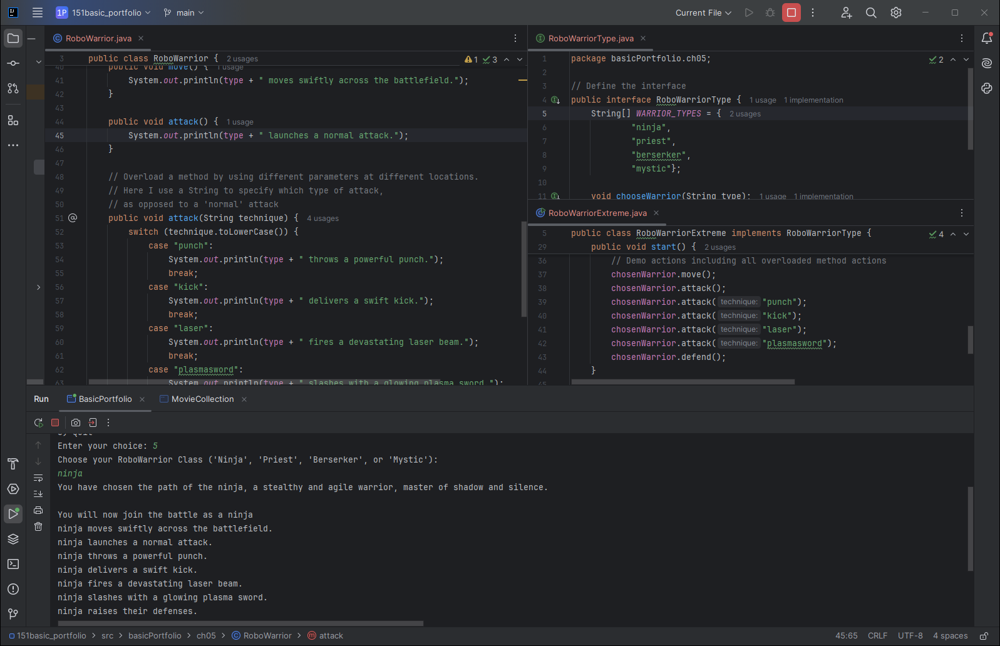 1P 151basic_portfolio main Current File
RoboWarrior.java
3 public class RoboWarrior { 2 usages
1 3
40 public void move() { 1 usage
41 System.out.println(type + " moves swiftly across the battlefield.");
42 }
43
44 public void attack() { 1 usage
45 System.out.println(type + " launches a normal attack.");
46 }
47
48 // Overload a method by using different parameters at different locations.
49 // Here I use a String to specify which type of attack,
50 // as opposed to a 'normal' attack
51 @ public void attack(String technique) { 4 usages
52 switch (technique.toLowerCase()) {
53 case "punch":
54 System.out.println(type + " throws a powerful punch.");
55 break;
56 case "kick":
57 System.out.println(type + " delivers a swift kick.");
58 break;
59 case "laser":
60 System.out.println(type + " fires a devastating laser beam.");
61 break;
62 case "plasmasword":
63 System.out.println(type + " slashes with a glowing plasma sword.");
RoboWarriorType.java
1 package basicPortfolio.ch05;
2
2
3 // Define the interface
4 public interface RoboWarriorType { 1 usage 1 implementation
5 String[] WARRIOR_TYPES = { 2 usages
6 "ninja",
7 "priest",
8 "berserker",
9 "mystic"};
10
11 void chooseWarrior(String type); 1 usage 1 implementation
RoboWarriorExtreme.java
5 public class RoboWarriorExtreme implements RoboWarriorType {
4
29 public void start() { 2 usages
36 // Demo actions including all overloaded method actions
37 chosenWarrior.move();
38 chosenWarrior.attack();
39 chosenWarrior.attack( technique: "punch");
40 chosenWarrior.attack( technique: "kick");
41 chosenWarrior.attack( technique: "laser");
42 chosenWarrior.attack( technique: "plasmasword");
43 chosenWarrior.defend();
44 }
45
Run BasicPortfolio MovieCollection
Quit
Enter your choice: 5
Choose your RoboWarrior Class ('Ninja', 'Priest', 'Berserker', or 'Mystic'):
ninja
You have chosen the path of the ninja, a stealthy and agile warrior, master of shadow and silence.
You will now join the battle as a ninja
ninja moves swiftly across the battlefield.
ninja launches a normal attack.
ninja throws a powerful punch.
ninja delivers a swift kick.
ninja fires a devastating laser beam.
ninja slashes with a glowing plasma sword.
ninja raises their defenses.
151basic_portfolio > src > basicPortfolio > ch05 > RoboWarrior > attack
45:65 CRLF UTF-8 4 spaces